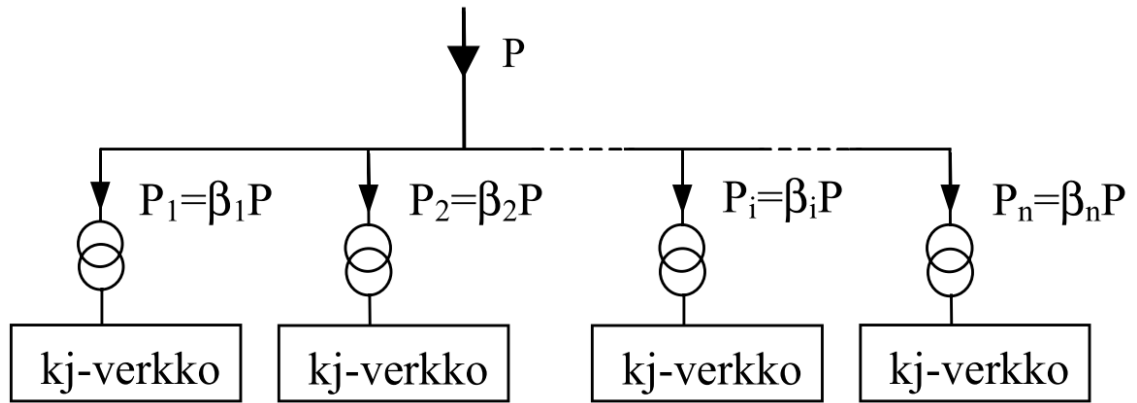 P
P₁=β₁P
P₂=β₂P
Pᵢ=βᵢP
Pₙ=βₙP
kj-verkko
kj-verkko
kj-verkko
kj-verkko